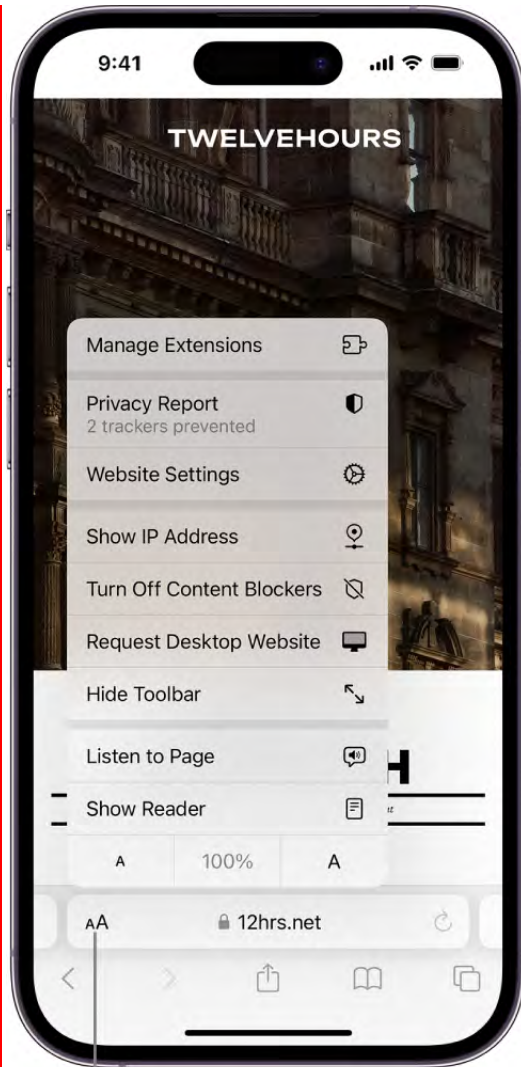 9:41
TWELVEHOURS
Manage Extensions
Privacy Report
2 trackers prevented
Website Settings
Show IP Address
Turn Off Content Blockers
Request Desktop Website
Hide Toolbar
Listen to Page
H
Show Reader
A 100% A
AA 12hrs.net